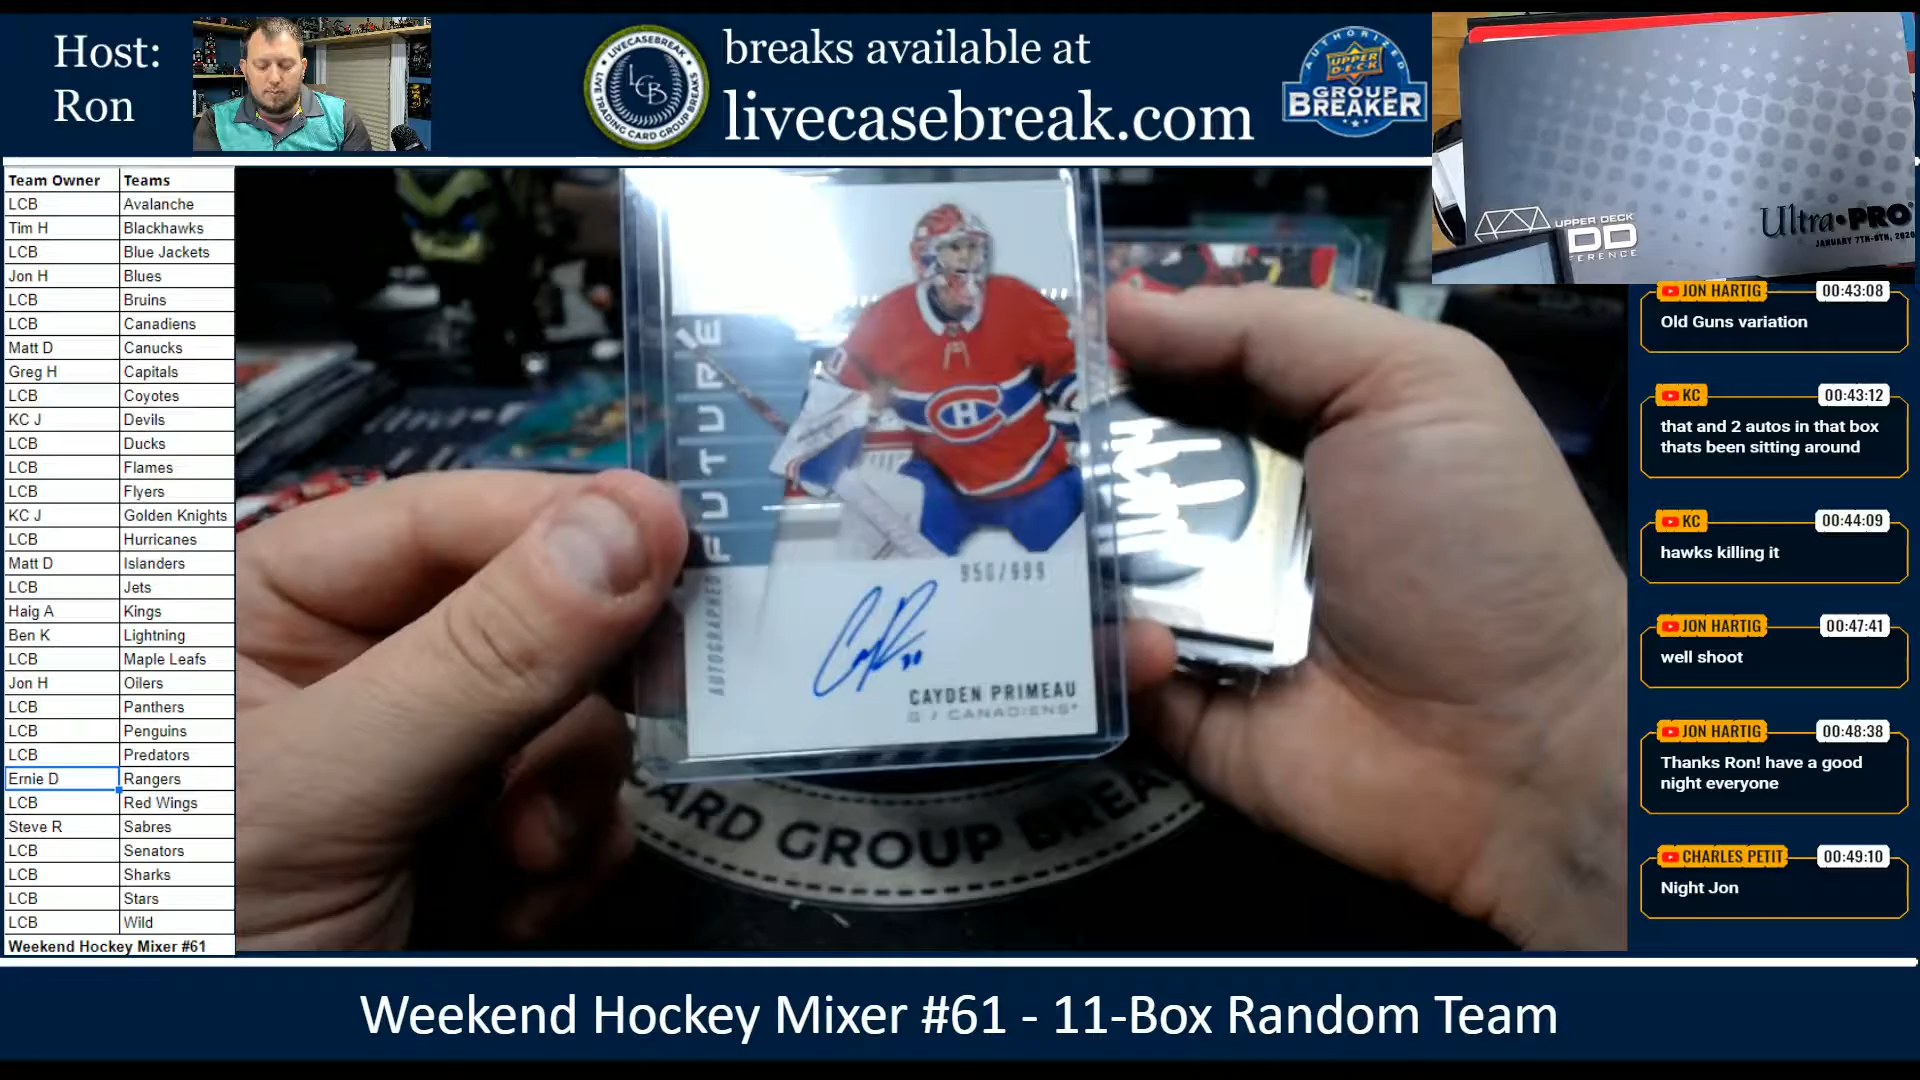 Host:
Ron
LIVECASEBREAK
LCB
LIVE TRADING CARD GROUP BREAKS
breaks available at
livecasebreak.com
AUTHORIZED
UPPER DECK
GROUP
BREAKER
UPPER DECK
Ultra•PRO
JANUARY 7TH-8TH, 2020
Team Owner Teams
LCB Avalanche
Tim H Blackhawks
LCB Blue Jackets
Jon H Blues
LCB Bruins
LCB Canadiens
Matt D Canucks
Greg H Capitals
LCB Coyotes
KC J Devils
LCB Ducks
LCB Flames
LCB Flyers
KC J Golden Knights
LCB Hurricanes
Matt D Islanders
LCB Jets
Haig A Kings
Ben K Lightning
LCB Maple Leafs
Jon H Oilers
LCB Panthers
LCB Penguins
LCB Predators
Ernie D Rangers
LCB Red Wings
Steve R Sabres
LCB Senators
LCB Sharks
LCB Stars
LCB Wild
Weekend Hockey Mixer #61
FUTURE
AUTOGRAPHED
950/999
CAYDEN PRIMEAU
G / CANADIENS
CARD GROUP BREA
JON HARTIG 00:43:08
Old Guns variation
KC 00:43:12
that and 2 autos in that box
thats been sitting around
KC 00:44:09
hawks killing it
JON HARTIG 00:47:41
well shoot
JON HARTIG 00:48:38
Thanks Ron! have a good
night everyone
CHARLES PETIT 00:49:10
Night Jon
Weekend Hockey Mixer #61 - 11-Box Random Team